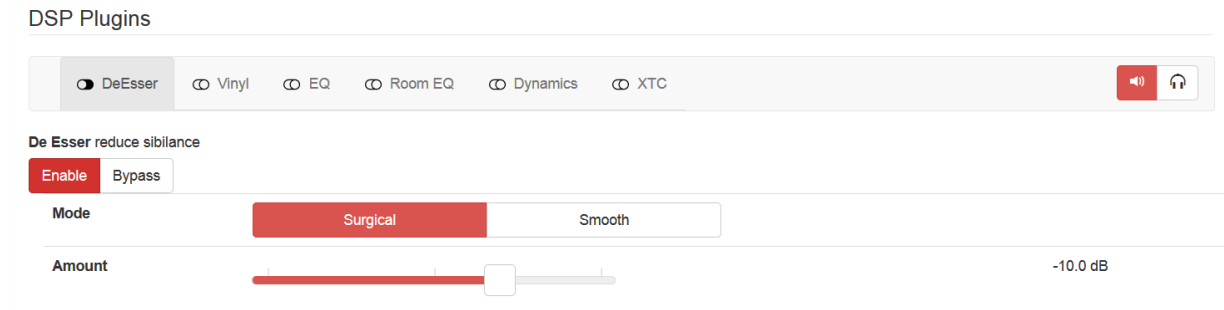 DSP Plugins
DeEsser Vinyl EQ Room EQ Dynamics XTC
De Esser reduce sibilance
Enable Bypass
Mode Surgical Smooth
Amount -10.0 dB